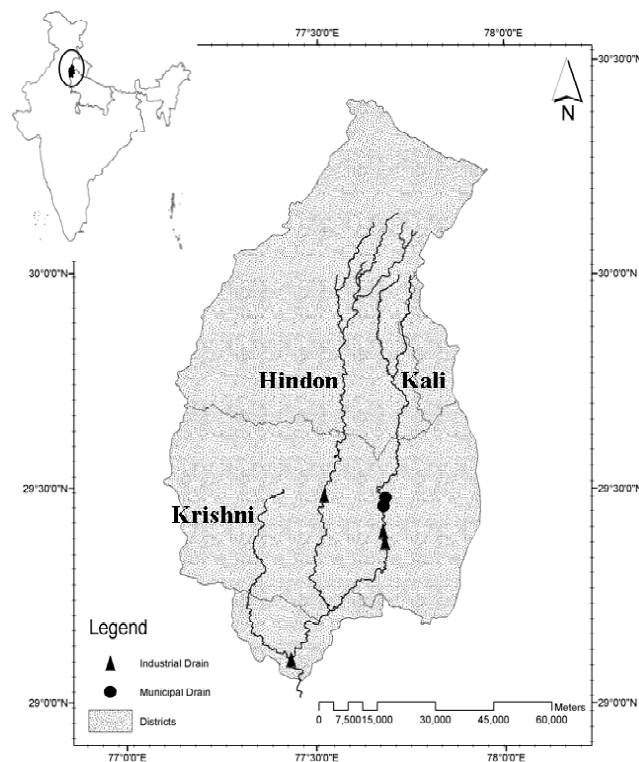 77°30'0"E
78°0'0"E
30°30'0"N
30°30'0"N
N
30°0'0"N
30°0'0"N
Hindon
Kali
29°30'0"N
29°30'0"N
Krishni
Legend
Industrial Drain
Municipal Drain
Districts
29°0'0"N
29°0'0"N
Meters
0 7,500 15,000 30,000 45,000 60,000
77°0'0"E
77°30'0"E
78°0'0"E